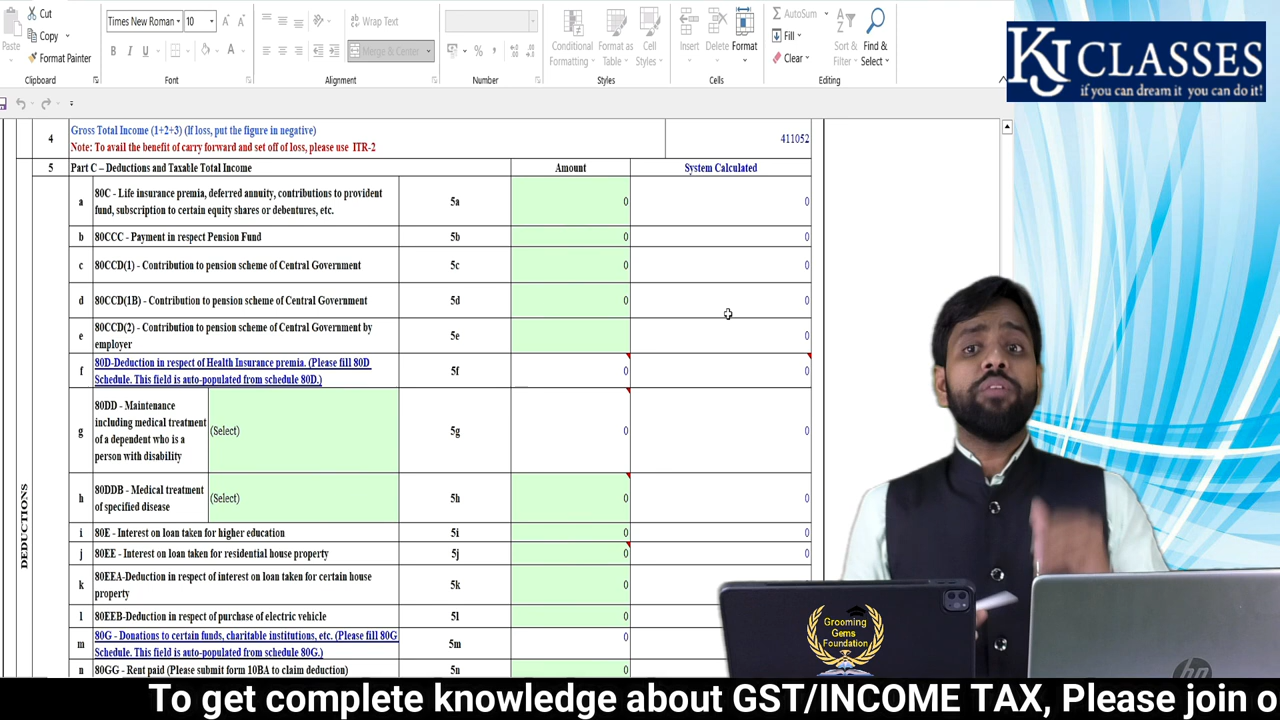 Cut
Copy
Format Painter
Paste
Clipboard
Times New Roman
10
A
A
B
I
U
A
Font
Wrap Text
Merge & Center
Alignment
%
Number
Conditional
Formatting
Format as
Table
Cell
Styles
Styles
Insert
Delete
Format
Cells
AutoSum
Fill
Clear
Sort &
Filter
Find &
Select
Editing
KJ CLASSES
if you can dream it you can do it!
4
Gross Total Income (1+2+3) (If loss, put the figure in negative)
Note: To avail the benefit of carry forward and set off of loss, please use ITR-2
411052
5
Part C – Deductions and Taxable Total Income
Amount
System Calculated
DEDUCTIONS
a
80C - Life insurance premia, deferred annuity, contributions to provident
fund, subscription to certain equity shares or debentures, etc.
5a
0
0
b
80CCC - Payment in respect Pension Fund
5b
0
0
c
80CCD(1) - Contribution to pension scheme of Central Government
5c
0
0
d
80CCD(1B) - Contribution to pension scheme of Central Government
5d
0
0
e
80CCD(2) - Contribution to pension scheme of Central Government by
employer
5e
0
f
80D-Deduction in respect of Health Insurance premia. (Please fill 80D
Schedule. This field is auto-populated from schedule 80D.)
5f
0
0
g
80DD - Maintenance
including medical treatment
of a dependent who is a
person with disability
(Select)
5g
0
0
h
80DDB - Medical treatment
of specified disease
(Select)
5h
0
0
i
80E - Interest on loan taken for higher education
5i
0
0
j
80EE - Interest on loan taken for residential house property
5j
0
0
k
80EEA-Deduction in respect of interest on loan taken for certain house
property
5k
0
l
80EEB-Deduction in respect of purchase of electric vehicle
5l
0
m
80G - Donations to certain funds, charitable institutions, etc. (Please fill 80G
Schedule. This field is auto-populated from schedule 80G.)
5m
0
n
80GG - Rent paid (Please submit form 10BA to claim deduction)
5n
0
Grooming
Gems
Foundation
hp
To get complete knowledge about GST/INCOME TAX, Please join o